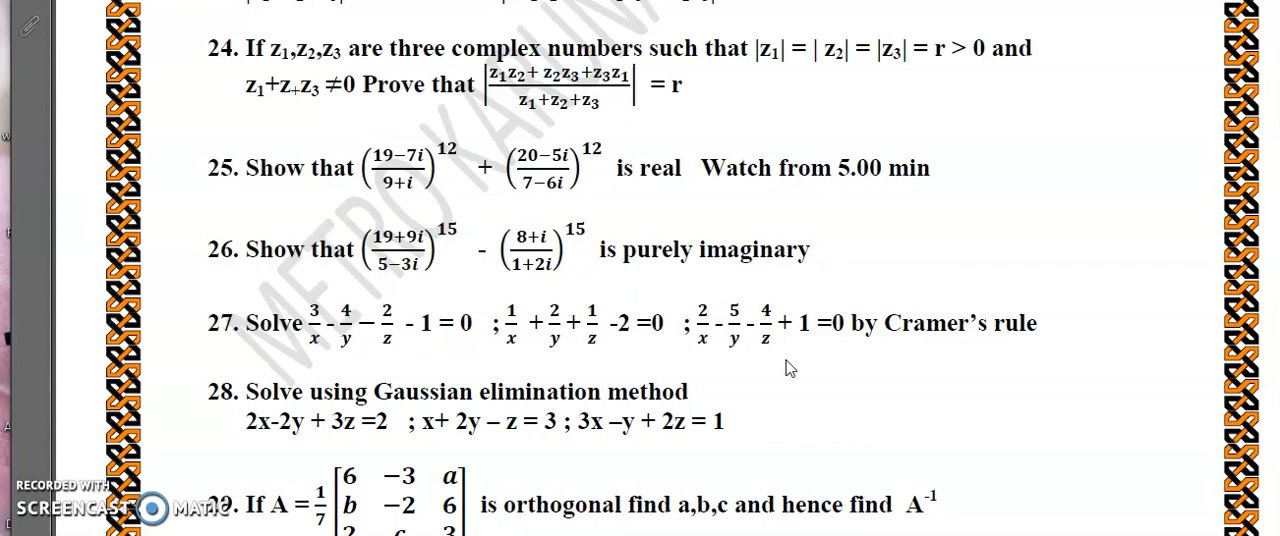 24. If z₁,z₂,z₃ are three complex numbers such that |z₁| = | z₂| = |z₃| = r > 0 and
z₁+z₊z₃ ≠0 Prove that |(z₁z₂+ z₂z₃+z₃z₁)/(z₁+z₂+z₃)| = r
25. Show that ((19−7i)/(9+i))^12 + ((20−5i)/(7−6i))^12 is real Watch from 5.00 min
26. Show that ((19+9i)/(5−3i))^15 - ((8+i)/(1+2i))^15 is purely imaginary
27. Solve 3/x - 4/y − 2/z - 1 = 0 ; 1/x + 2/y + 1/z -2 =0 ; 2/x - 5/y - 4/z + 1 =0 by Cramer's rule
28. Solve using Gaussian elimination method
2x-2y + 3z =2 ; x+ 2y – z = 3 ; 3x –y + 2z = 1
29. If A = 1/7 [6 −3 a
b −2 6
2 c 3] is orthogonal find a,b,c and hence find A⁻¹
RECORDED WITH
SCREENCAST MATIC